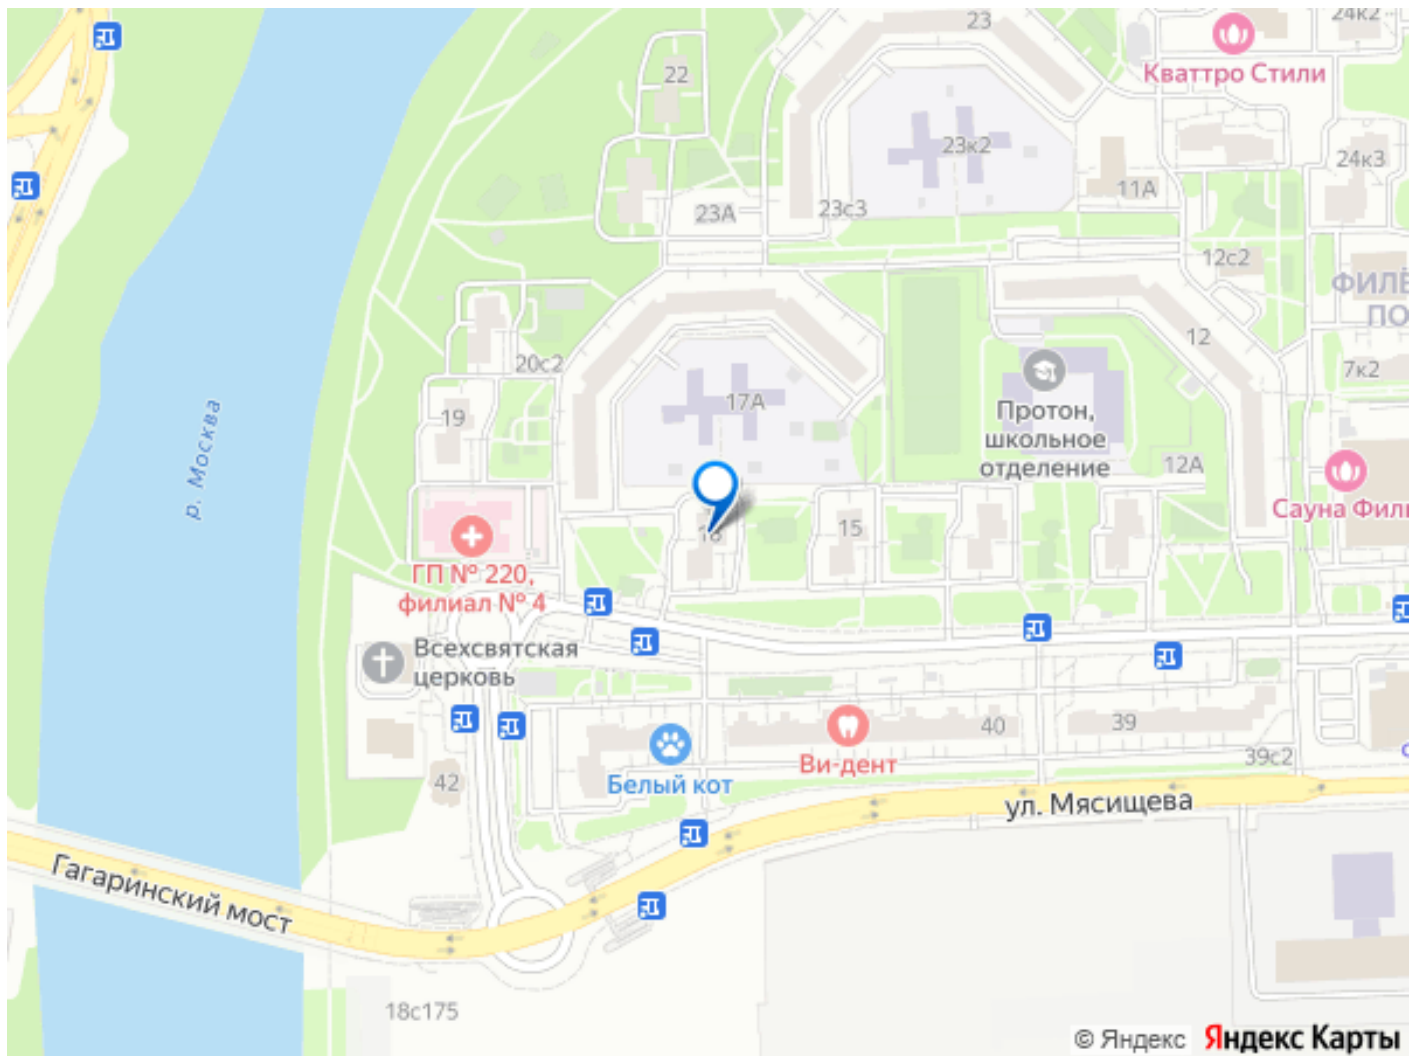 23
24к2
Кваттро Стили
22
23к2
24к3
11А
23А
23с3
12с2
ФИЛЁ
ПО
12
20с2
7к2
17А
Протон,
школьное
отделение
19
р. Москва
12А
Сауна Фил
16
15
ГП № 220,
филиал № 4
Всехсвятская
церковь
40
39
39с2
Ви-дент
Белый кот
42
ул. Мясищева
Гагаринский мост
18с175
© Яндекс Яндекс Карты